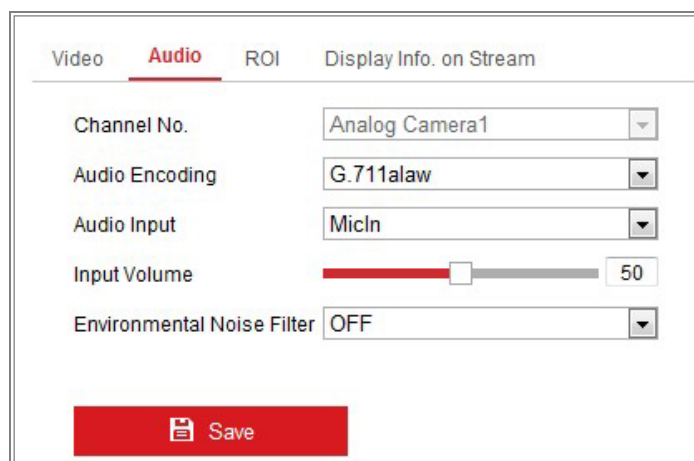 Video Audio ROI Display Info. on Stream
Channel No. Analog Camera1
Audio Encoding G.711alaw
Audio Input MicIn
Input Volume 50
Environmental Noise Filter OFF
Save